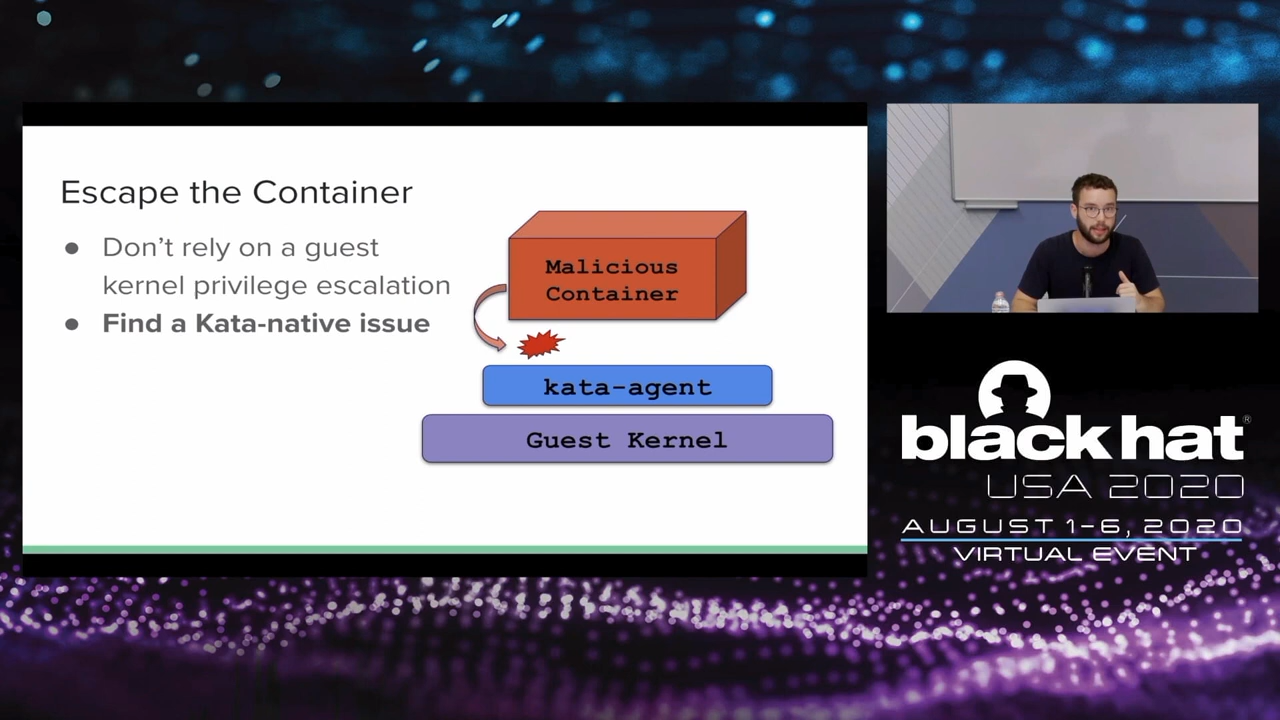 Escape the Container
● Don’t rely on a guest
kernel privilege escalation
● Find a Kata-native issue
Malicious
Container
kata-agent
Guest Kernel
black hat®
USA 2020
AUGUST 1-6, 2020
VIRTUAL EVENT